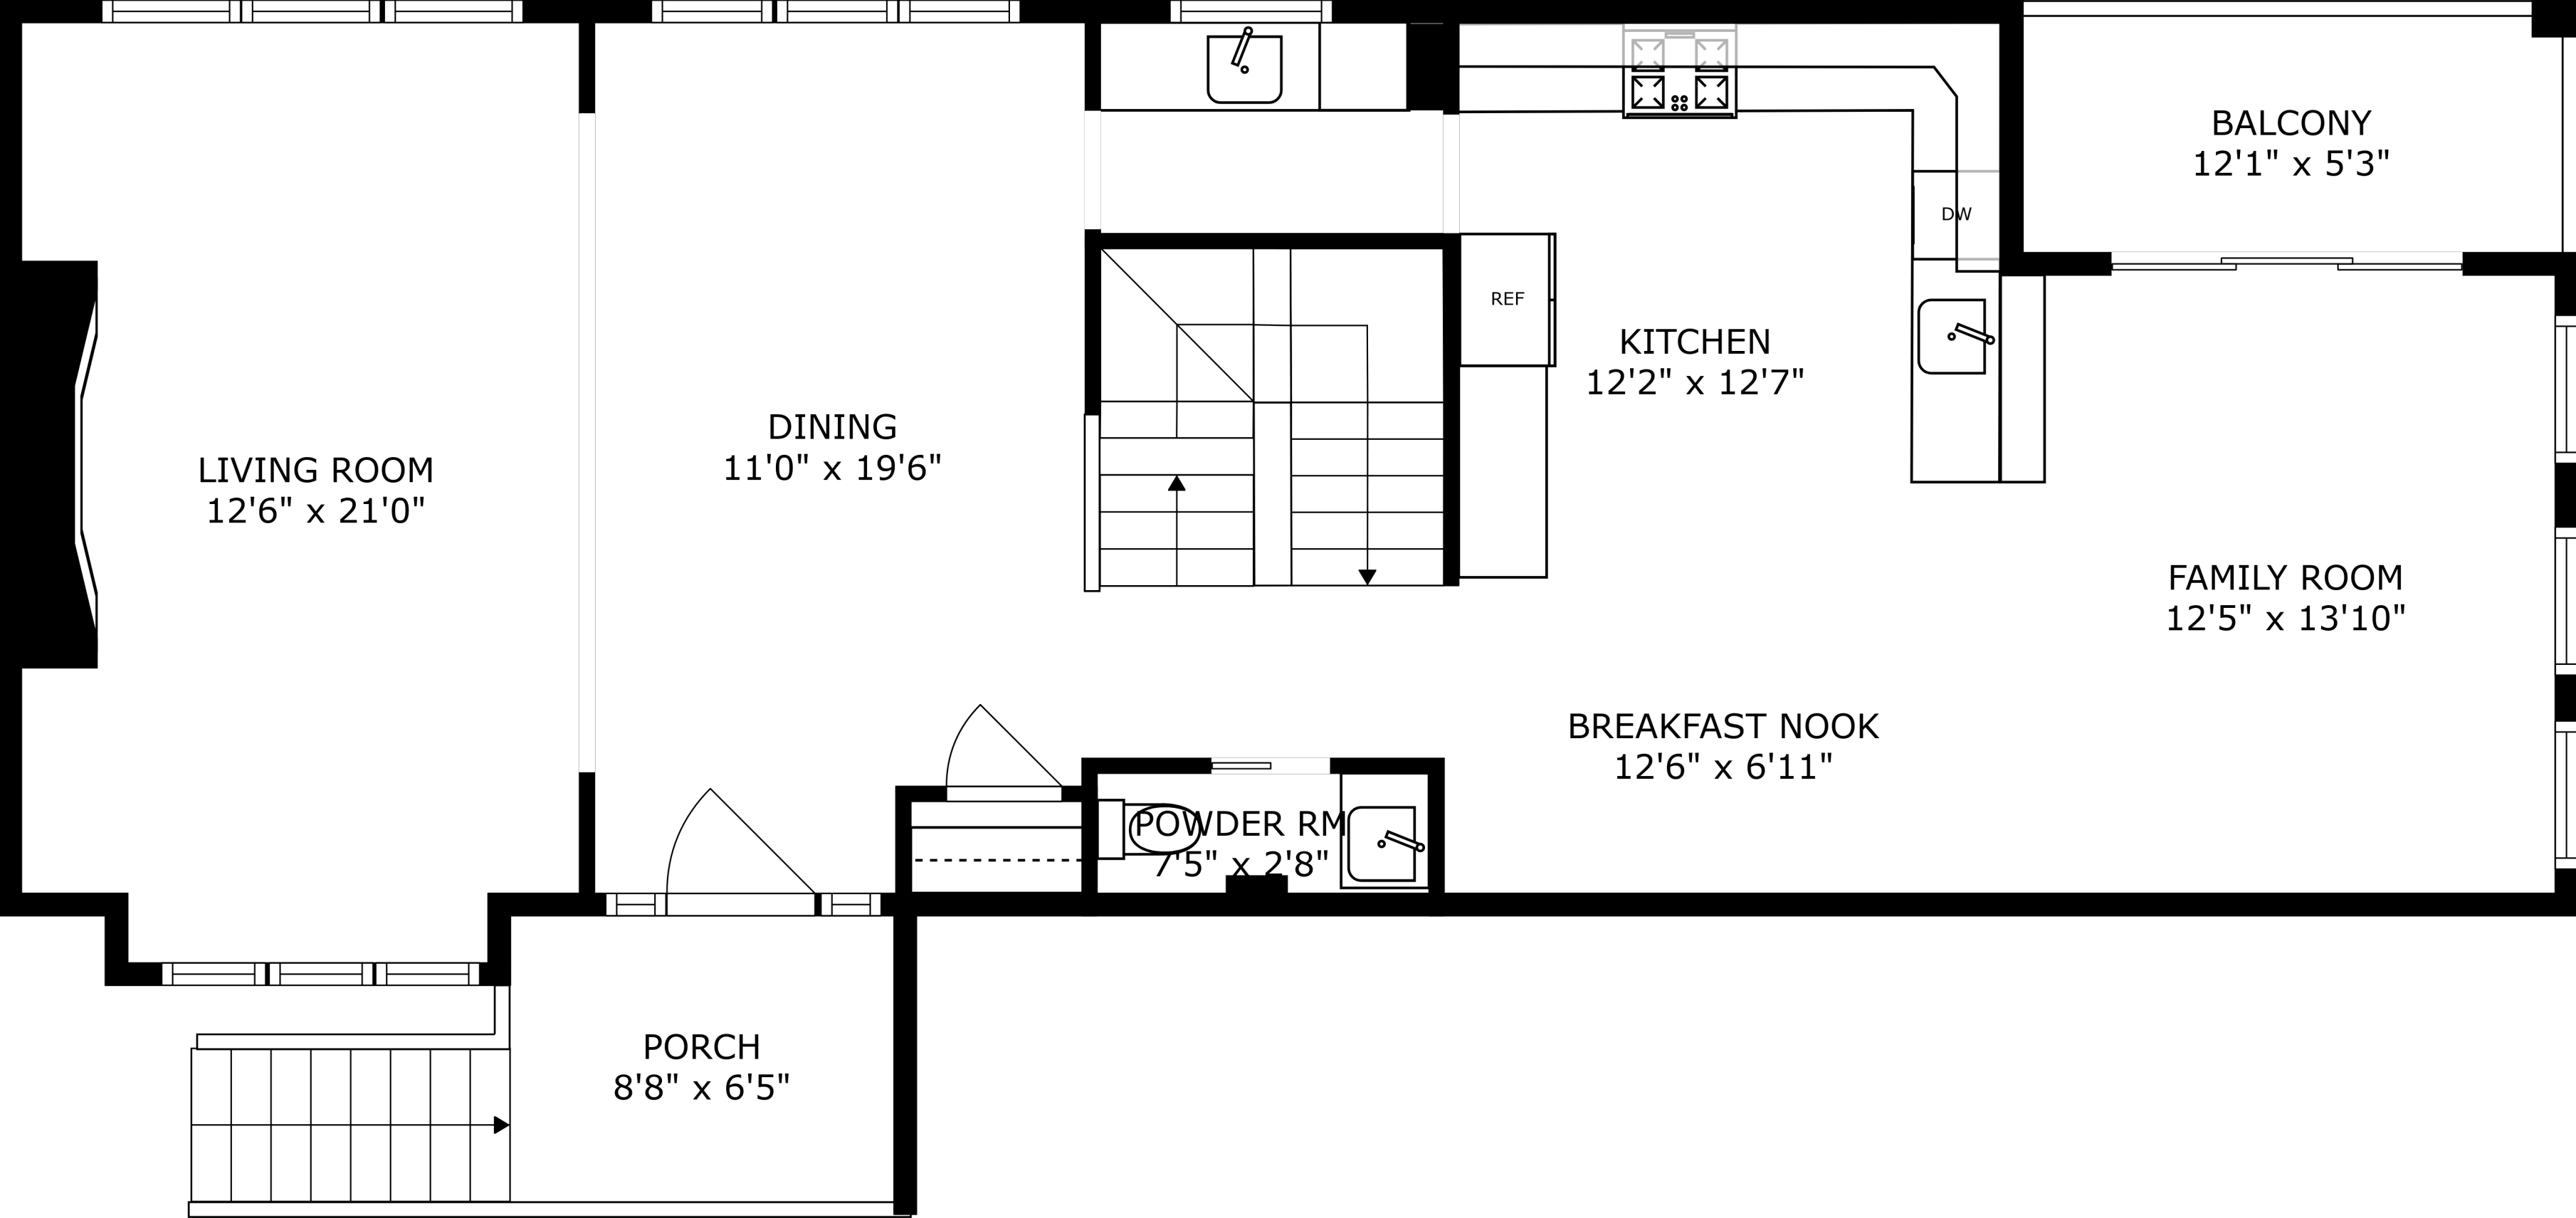 BALCONY
12'1" x 5'3"
REF
DW
KITCHEN
12'2" x 12'7"
DINING
11'0" x 19'6"
LIVING ROOM
12'6" x 21'0"
FAMILY ROOM
12'5" x 13'10"
BREAKFAST NOOK
12'6" x 6'11"
POWDER RM
7'5" x 2'8"
PORCH
8'8" x 6'5"